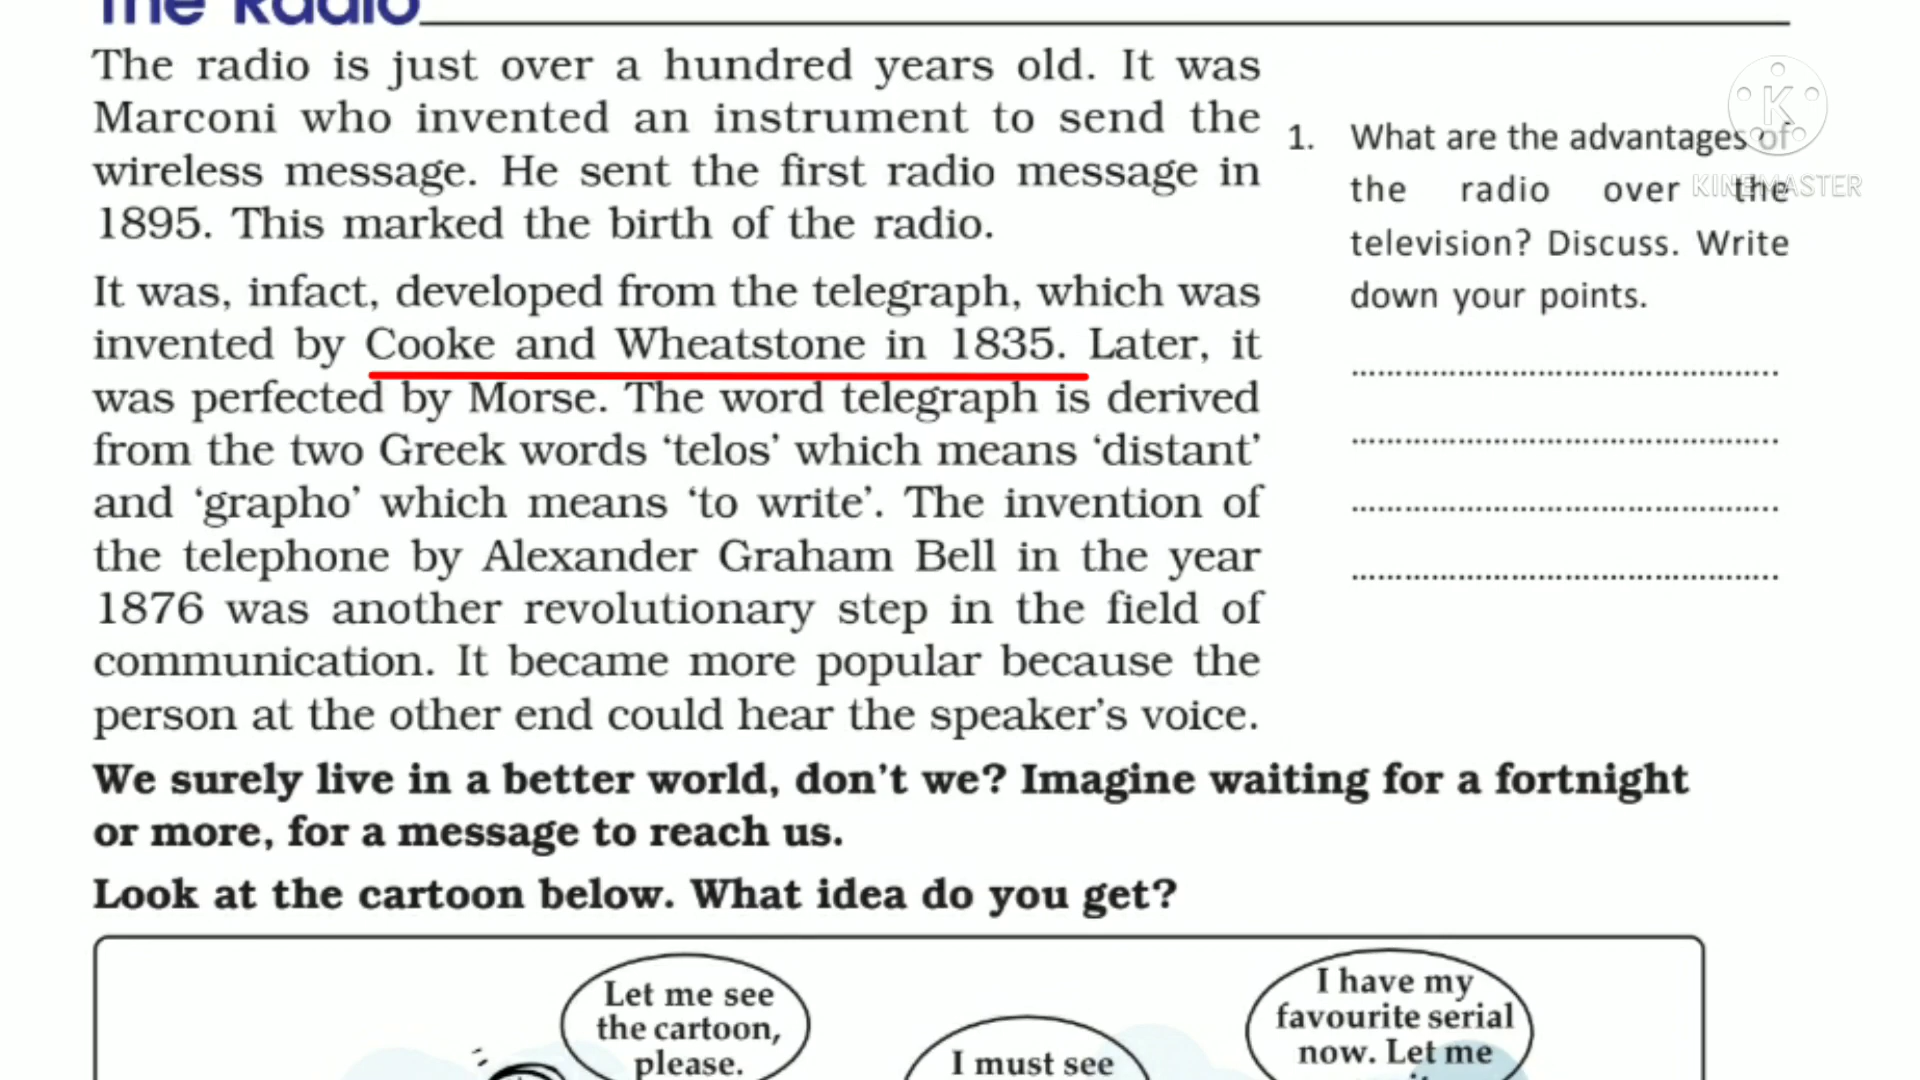 The Radio
The radio is just over a hundred years old. It was
Marconi who invented an instrument to send the
wireless message. He sent the first radio message in
1895. This marked the birth of the radio.
It was, infact, developed from the telegraph, which was
invented by Cooke and Wheatstone in 1835. Later, it
was perfected by Morse. The word telegraph is derived
from the two Greek words ‘telos’ which means ‘distant’
and ‘grapho’ which means ‘to write’. The invention of
the telephone by Alexander Graham Bell in the year
1876 was another revolutionary step in the field of
communication. It became more popular because the
person at the other end could hear the speaker’s voice.
1. What are the advantages of
the radio over the
television? Discuss. Write
down your points.
K
KINEMASTER
We surely live in a better world, don’t we? Imagine waiting for a fortnight
or more, for a message to reach us.
Look at the cartoon below. What idea do you get?
Let me see
the cartoon,
please.
I must see
I have my
favourite serial
now. Let me